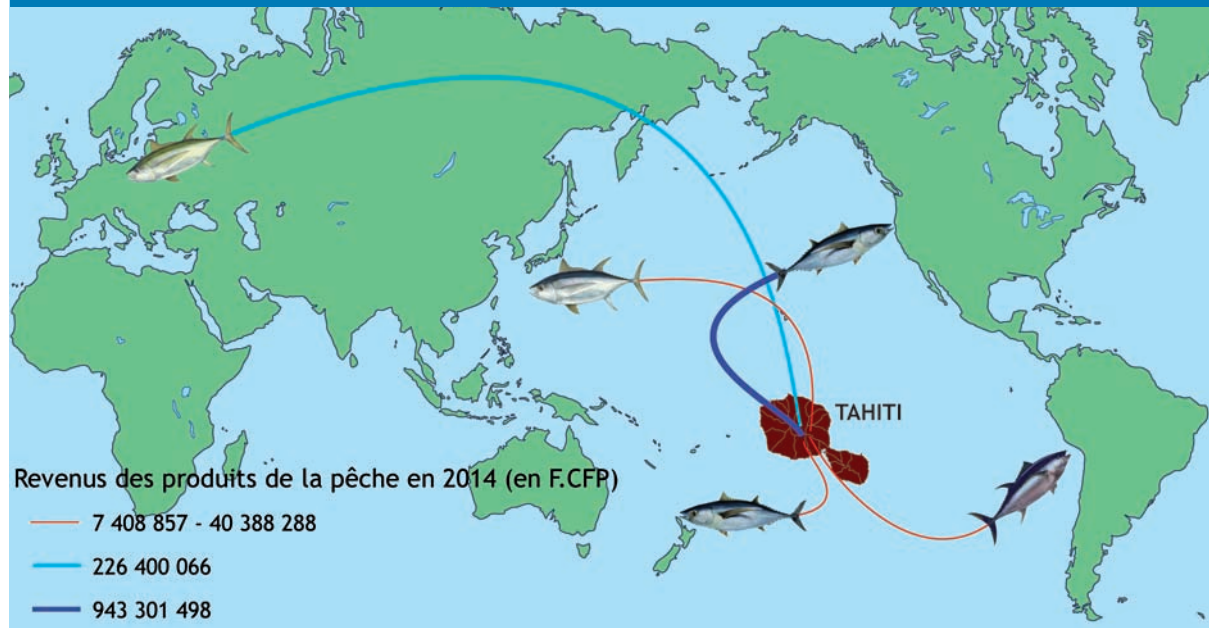 TAHITI
Revenus des produits de la pêche en 2014 (en F.CFP)
7 408 857 - 40 388 288
226 400 066
943 301 498